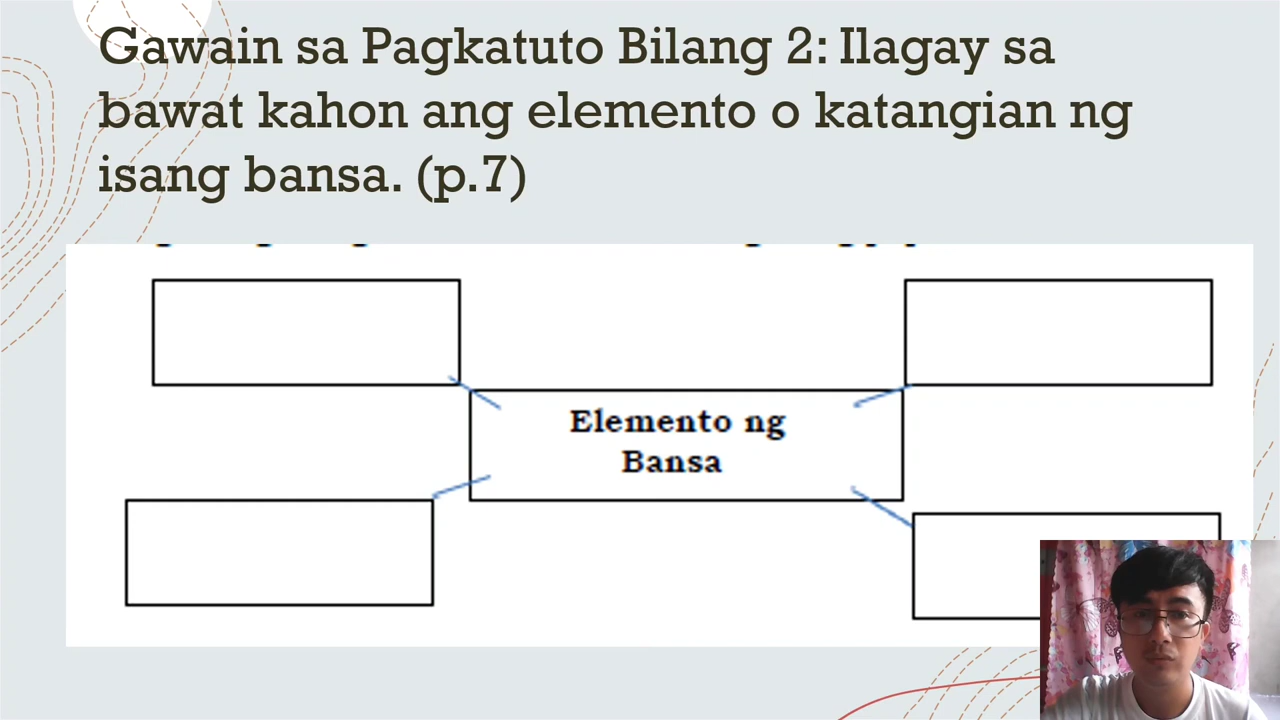 Gawain sa Pagkatuto Bilang 2: Ilagay sa
bawat kahon ang elemento o katangian ng
isang bansa. (p.7)
Elemento ng
Bansa